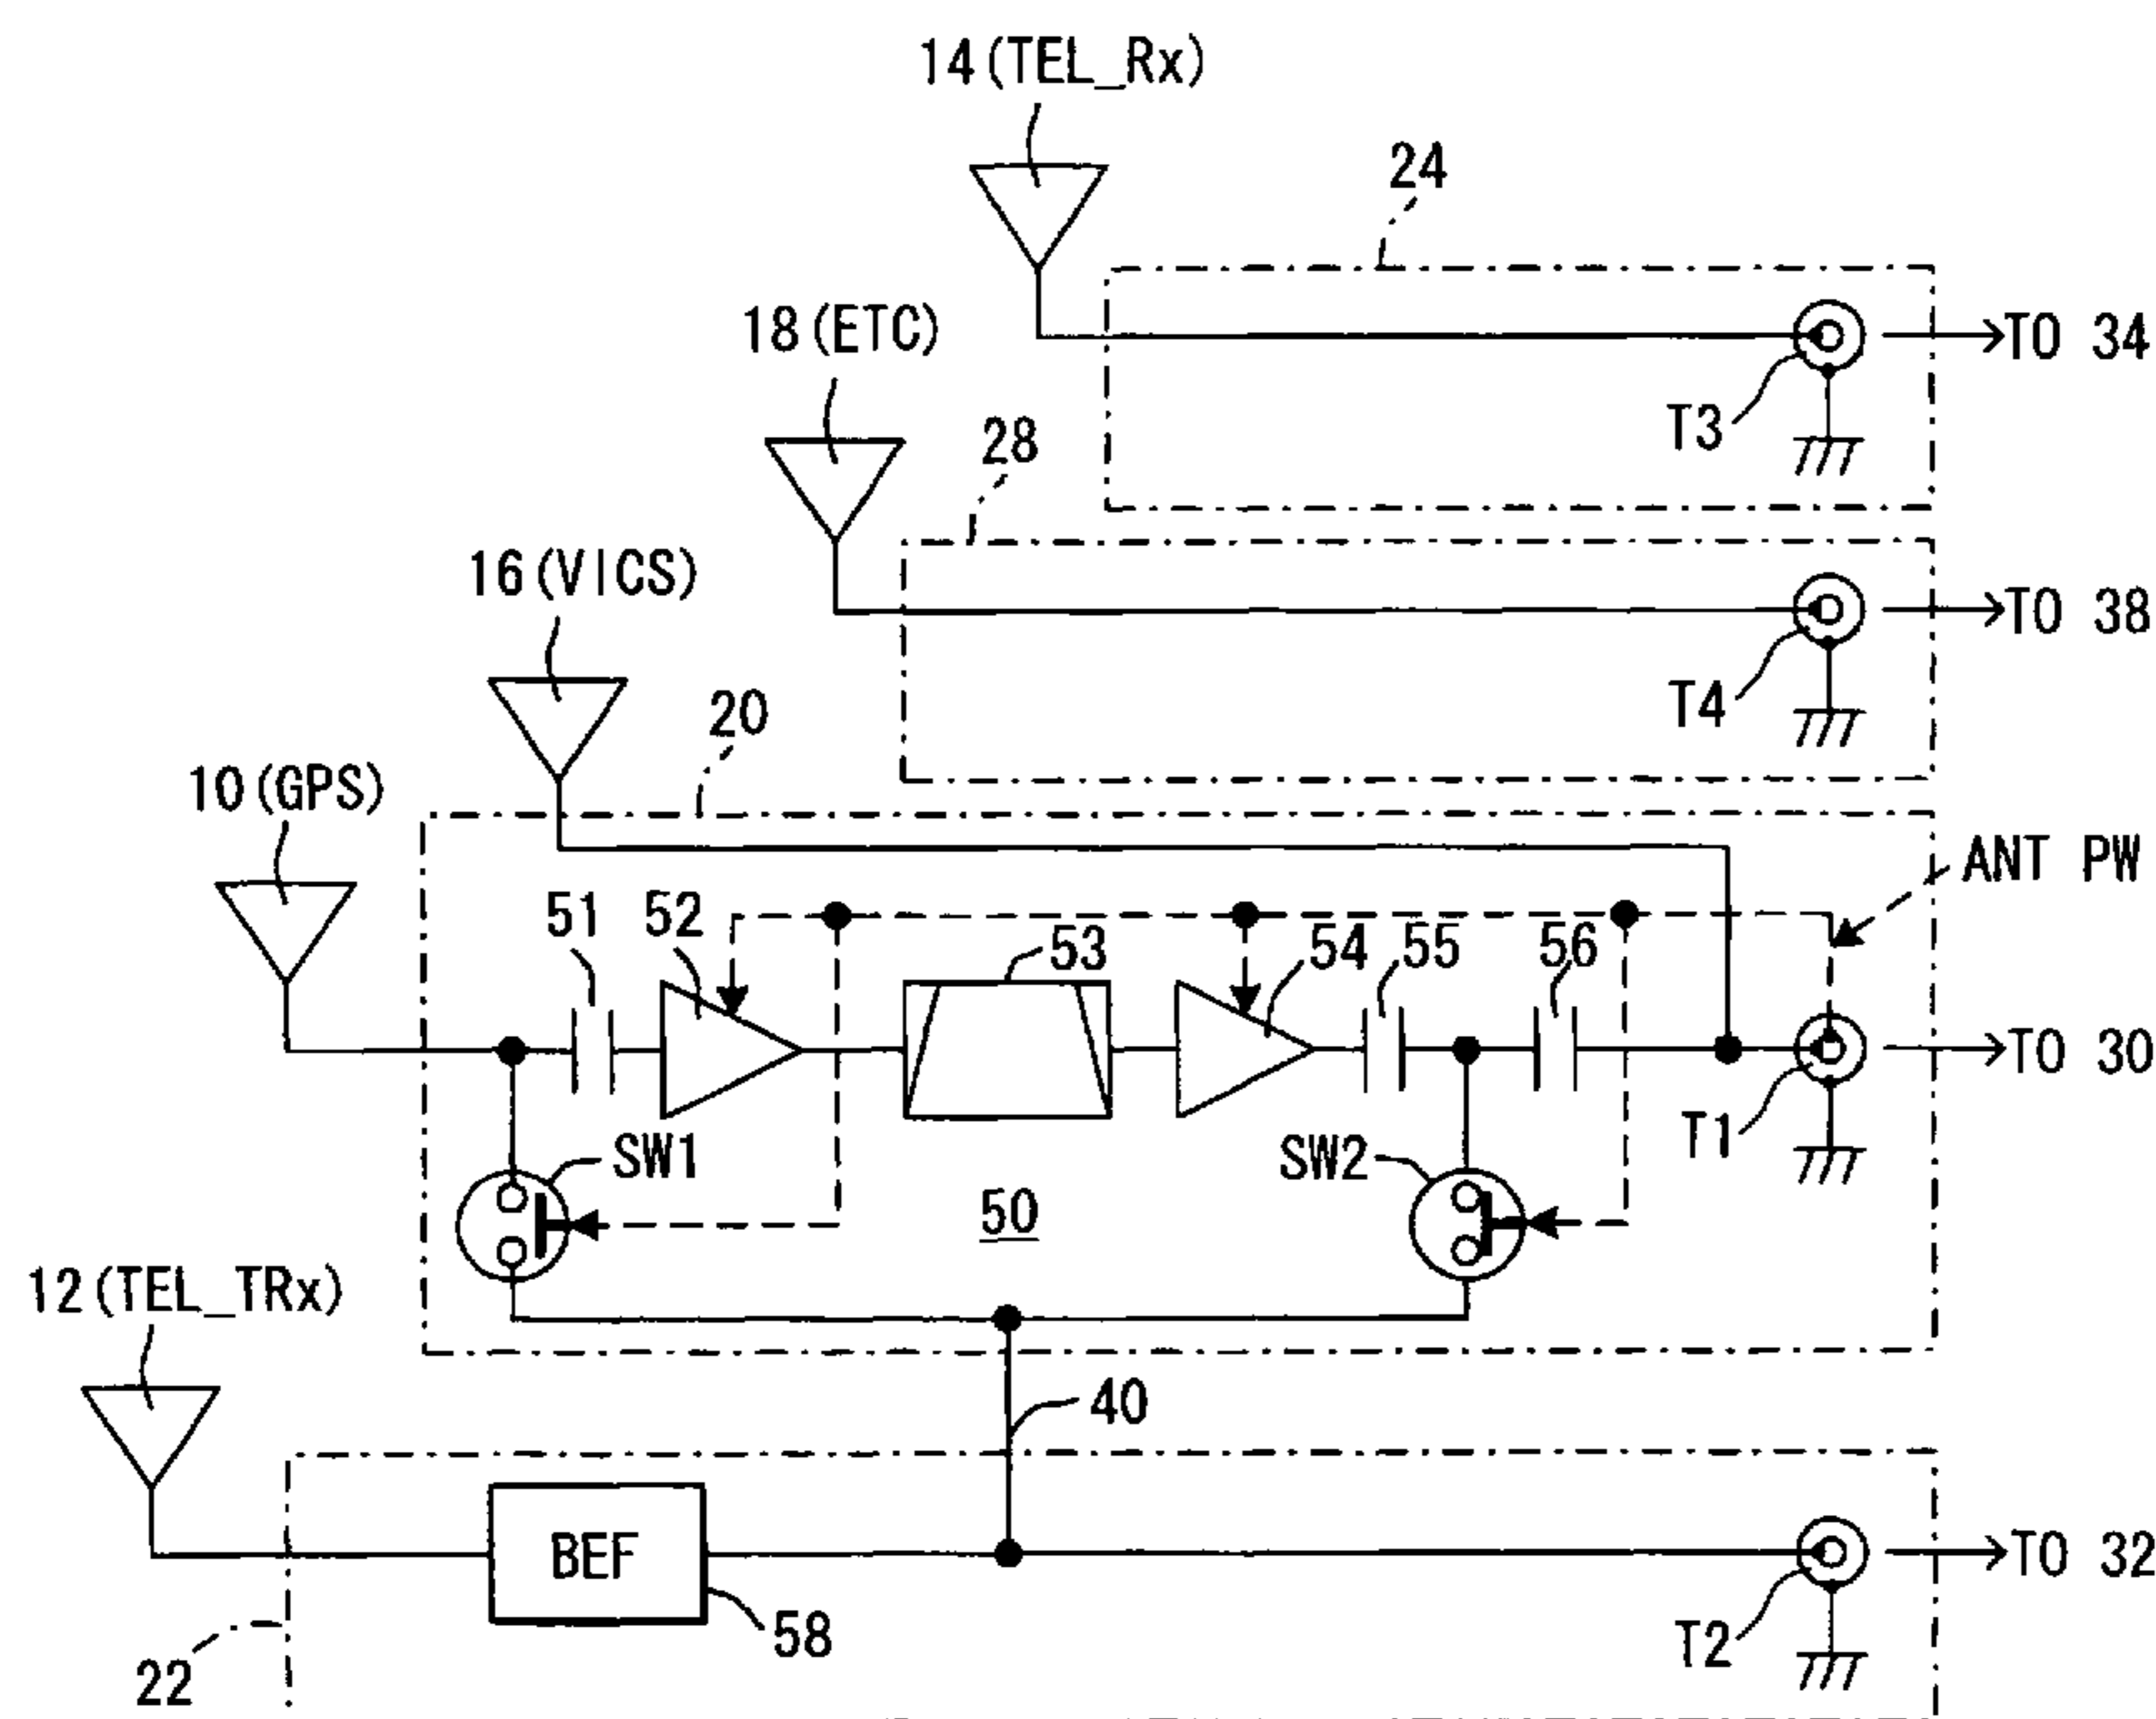 14(TEL_Rx)
24
18(ETC)
TO 34
T3
28
16(VICS)
TO 38
T4
20
10(GPS)
ANT PW
51
52
53
54
55
56
TO 30
T1
SW1
SW2
50
12(TEL_TRx)
40
BEF
TO 32
58
T2
22